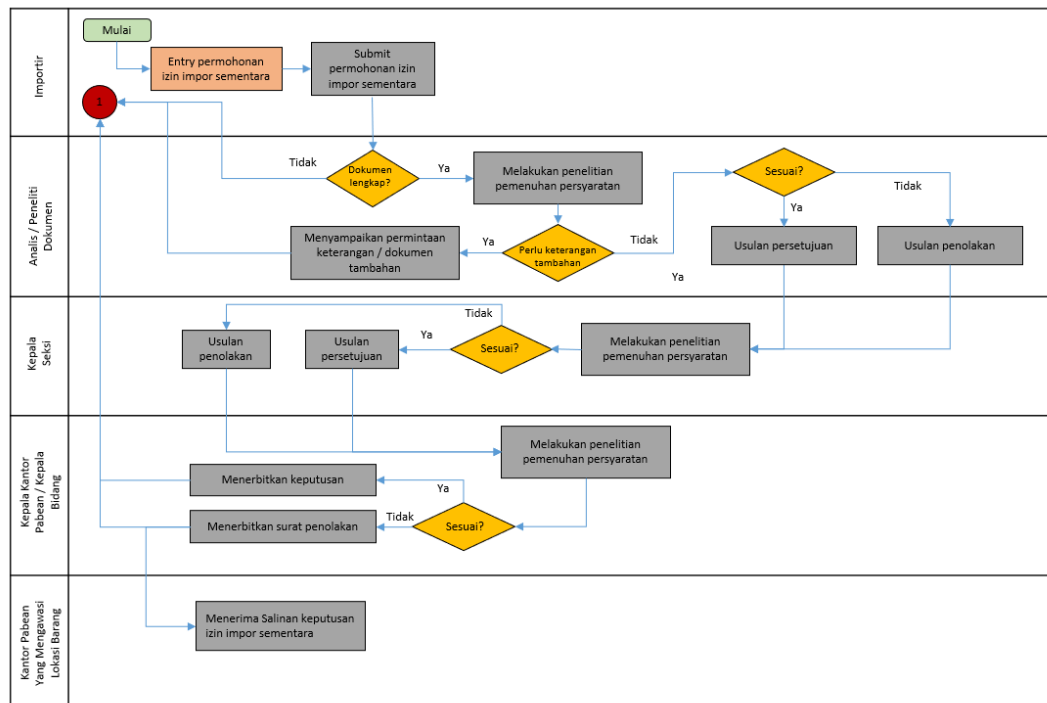 Importir
Mulai
Entry permohonan
izin impor sementara
Submit
permohonan izin
impor sementara
1
Analis / Peneliti
Dokumen
Tidak
Dokumen
lengkap?
Ya
Melakukan penelitian
pemenuhan persyaratan
Sesuai?
Tidak
Ya
Menyampaikan permintaan
keterangan / dokumen
tambahan
Ya
Perlu keterangan
tambahan
Tidak
Usulan persetujuan
Usulan penolakan
Ya
Kepala
Seksi
Tidak
Usulan
penolakan
Usulan
persetujuan
Ya
Sesuai?
Melakukan penelitian
pemenuhan persyaratan
Kepala Kantor
Pabean / Kepala
Bidang
Melakukan penelitian
pemenuhan persyaratan
Menerbitkan keputusan
Ya
Menerbitkan surat penolakan
Tidak
Sesuai?
Kantor Pabean
Yang Mengawasi
Lokasi Barang
Menerima Salinan keputusan
izin impor sementara